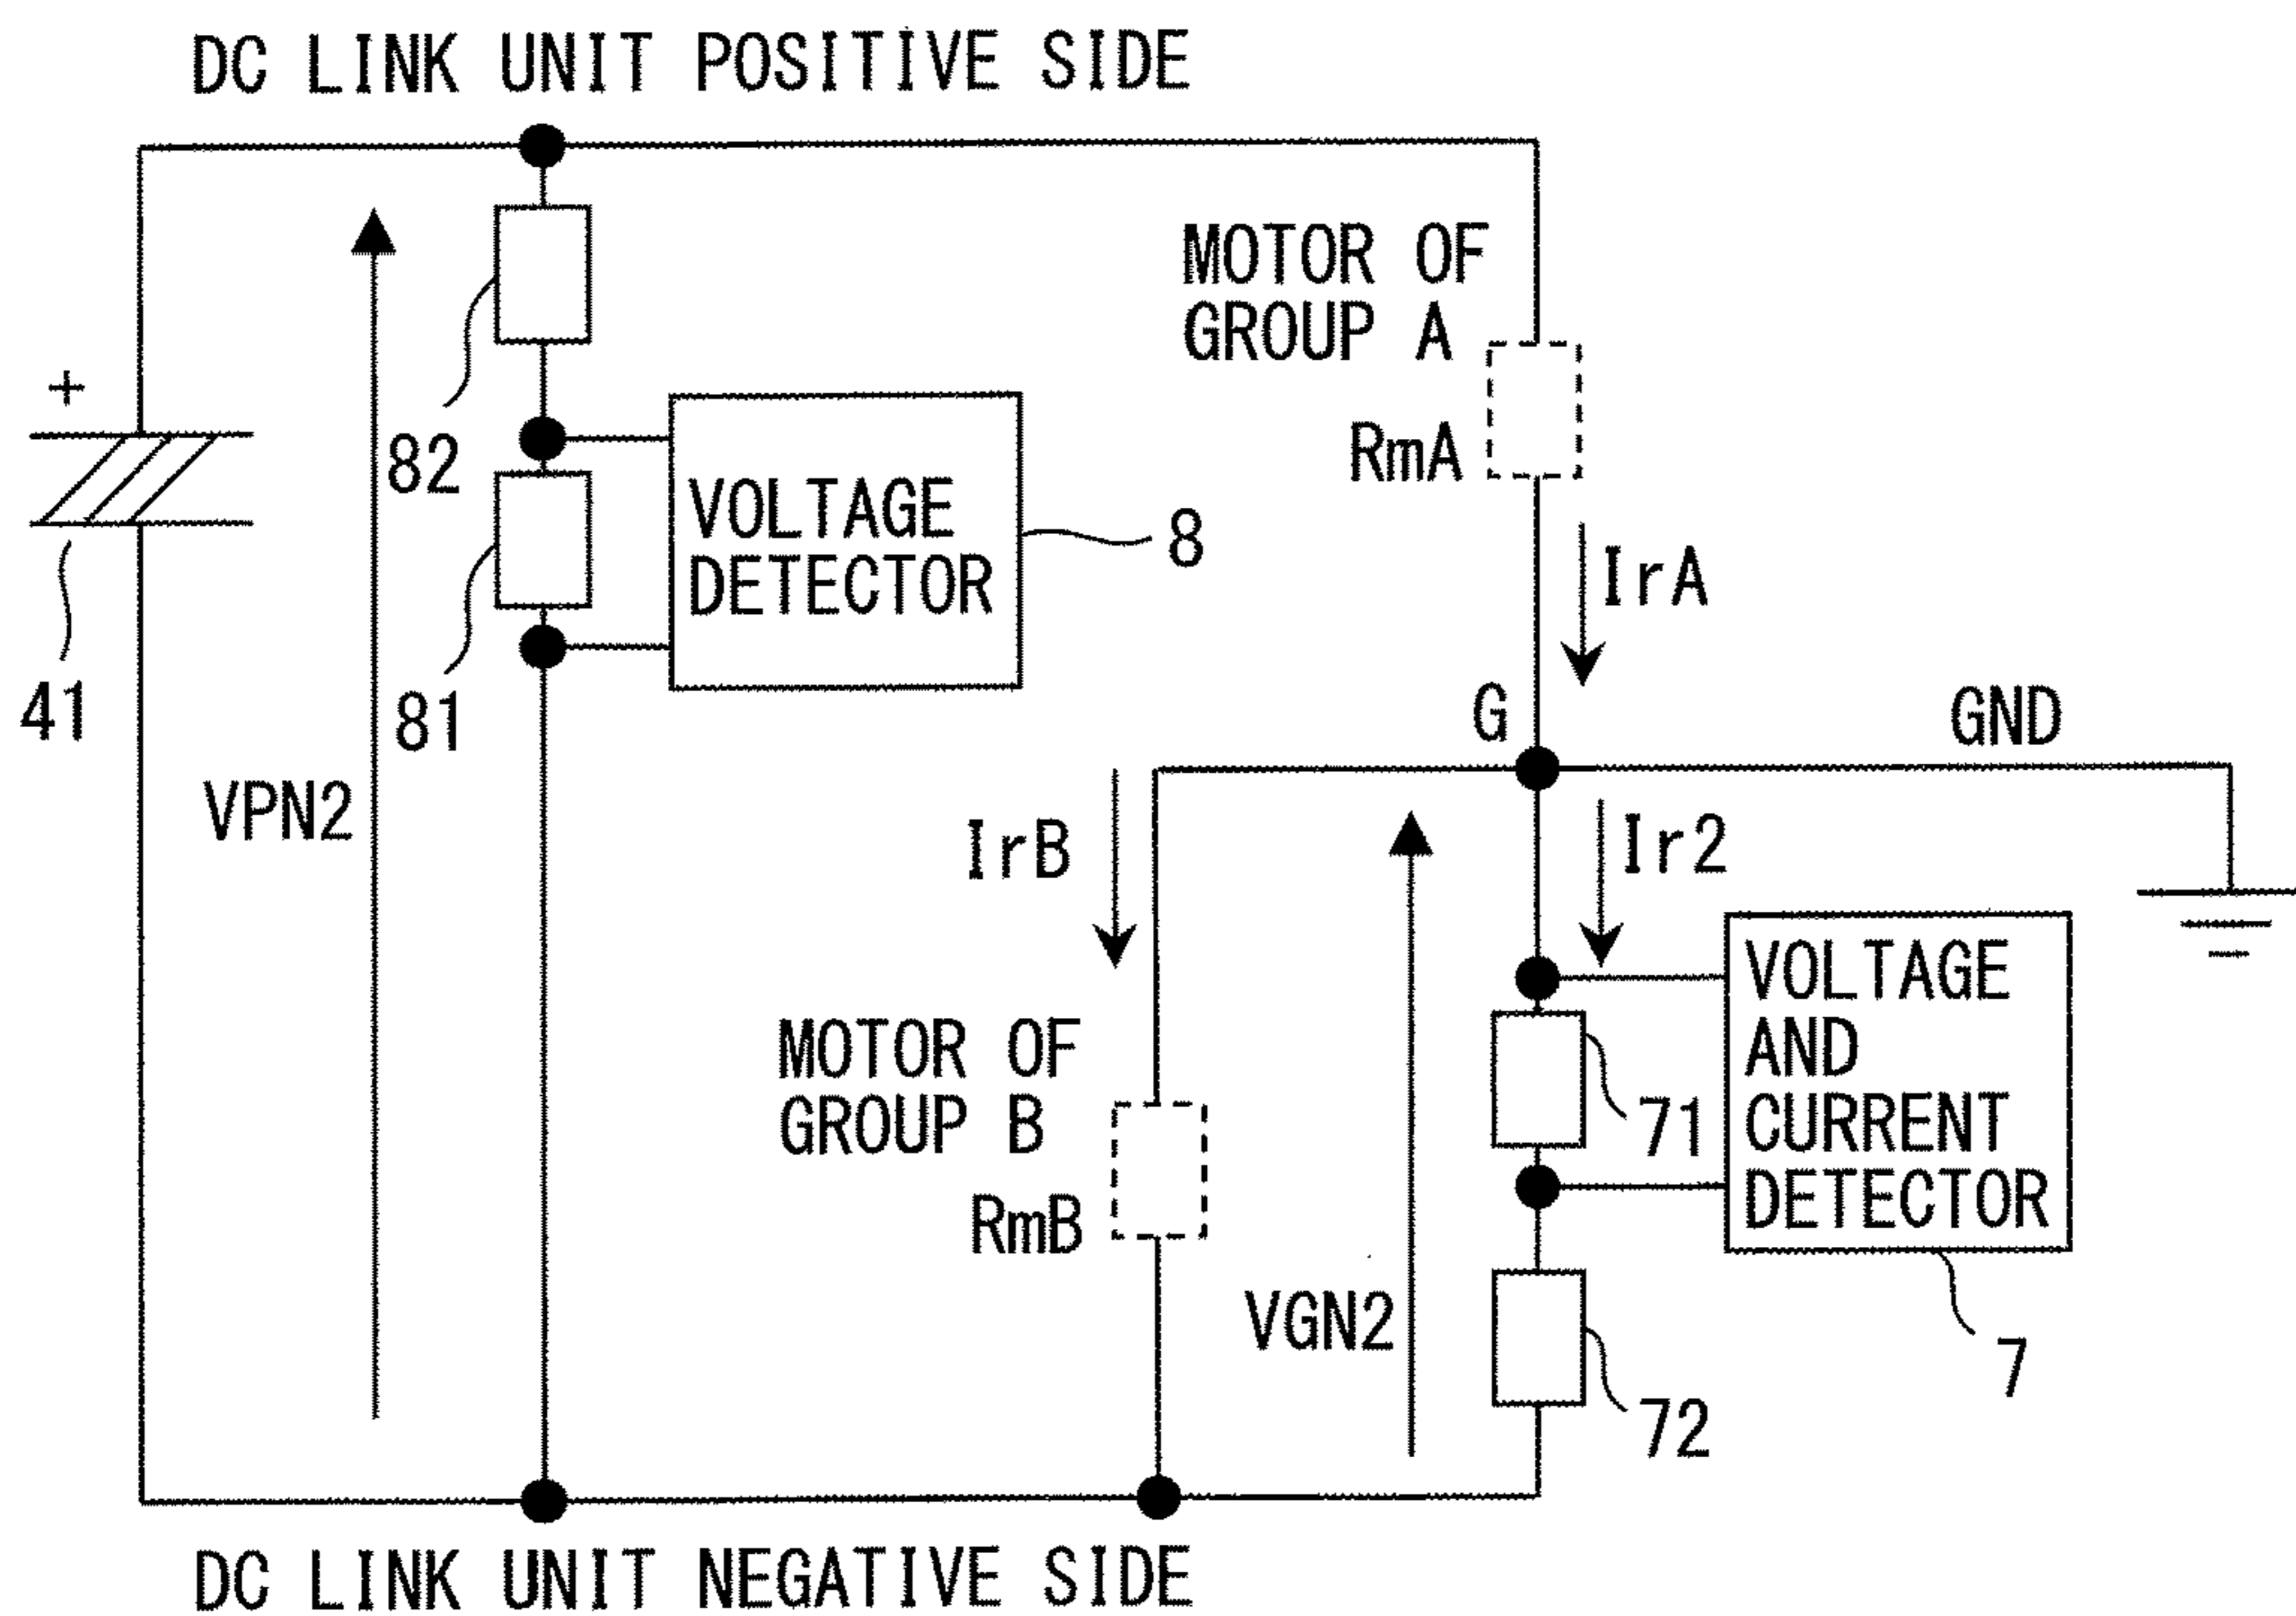 DC LINK UNIT POSITIVE SIDE
MOTOR OF
GROUP A
+
82
RmA
VOLTAGE
DETECTOR
8
IrA
41
81
G
GND
VPN2
IrB
Ir2
VOLTAGE
AND
CURRENT
DETECTOR
MOTOR OF
GROUP B
71
RmB
VGN2
7
72
DC LINK UNIT NEGATIVE SIDE